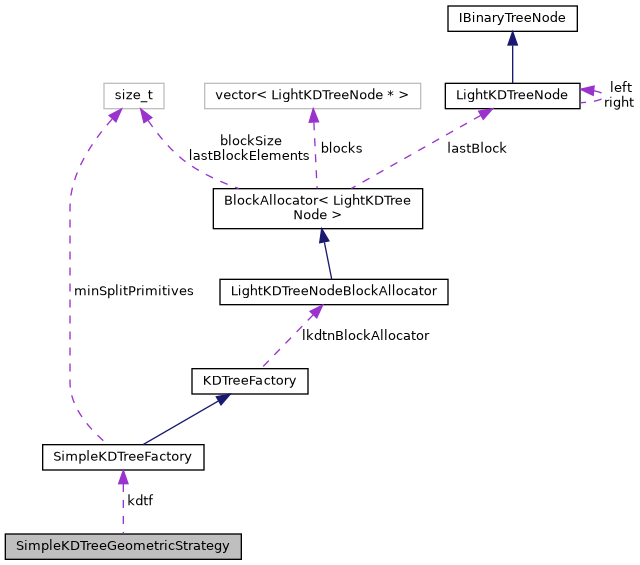 IBinaryTreeNode
size_t
vector< LightKDTreeNode * >
LightKDTreeNode
left
right
blockSize
lastBlockElements
blocks
lastBlock
BlockAllocator< LightKDTree
Node >
minSplitPrimitives
LightKDTreeNodeBlockAllocator
lkdtnBlockAllocator
KDTreeFactory
SimpleKDTreeFactory
kdtf
SimpleKDTreeGeometricStrategy